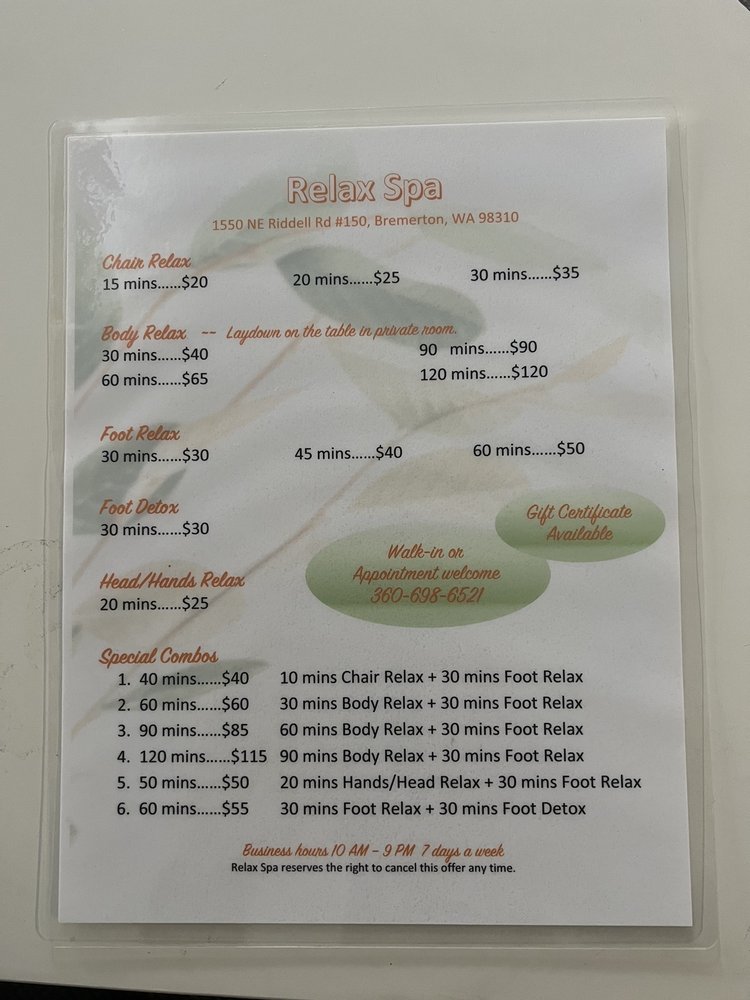 Relax Spa
1550 NE Riddell Rd #150, Bremerton, WA 98310
Chair Relax
15 mins......$20 20 mins......$25 30 mins......$35
Body Relax -- Laydown on the table in private room.
30 mins......$40 90 mins......$90
60 mins......$65 120 mins......$120
Foot Relax
30 mins......$30 45 mins......$40 60 mins......$50
Foot Detox
30 mins......$30
Gift Certificate
Available
Walk-in or
Appointment welcome
360-698-6521
Head/Hands Relax
20 mins......$25
Special Combos
1. 40 mins......$40 10 mins Chair Relax + 30 mins Foot Relax
2. 60 mins......$60 30 mins Body Relax + 30 mins Foot Relax
3. 90 mins......$85 60 mins Body Relax + 30 mins Foot Relax
4. 120 mins......$115 90 mins Body Relax + 30 mins Foot Relax
5. 50 mins......$50 20 mins Hands/Head Relax + 30 mins Foot Relax
6. 60 mins......$55 30 mins Foot Relax + 30 mins Foot Detox
Business hours 10 AM – 9 PM 7 days a week
Relax Spa reserves the right to cancel this offer any time.